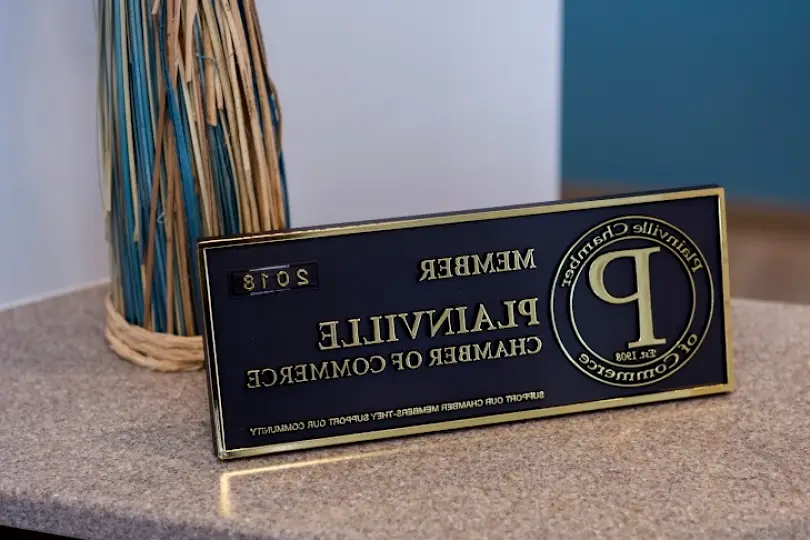 Plainville Chamber
P
Est. 1908
of Commerce
MEMBER
2018
PLAINVILLE
CHAMBER OF COMMERCE
SUPPORT OUR CHAMBER MEMBERS-THEY SUPPORT OUR COMMUNITY